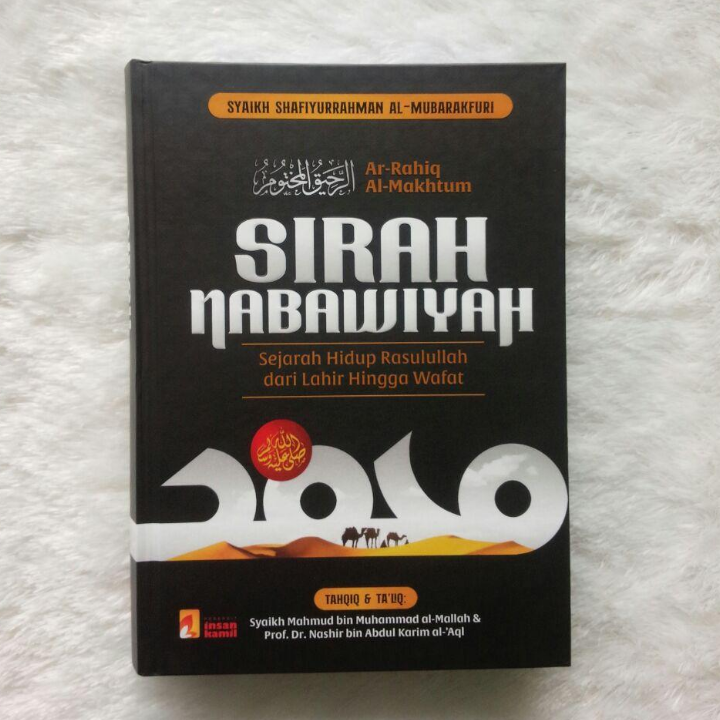 SYAIKH SHAFIYURRAHMAN AL-MUBARAKFURI
الرحيق المختوم
Ar-Rahiq
Al-Makhtum
SIRAH
NABAWIYAH
Sejarah Hidup Rasulullah
dari Lahir Hingga Wafat
صلى الله عليه وسلم
محمد
TAHQIQ & TA'LIQ:
PENERBIT
insan
kamil
Syaikh Mahmud bin Muhammad al-Mallah &
Prof. Dr. Nashir bin Abdul Karim al-'Aql